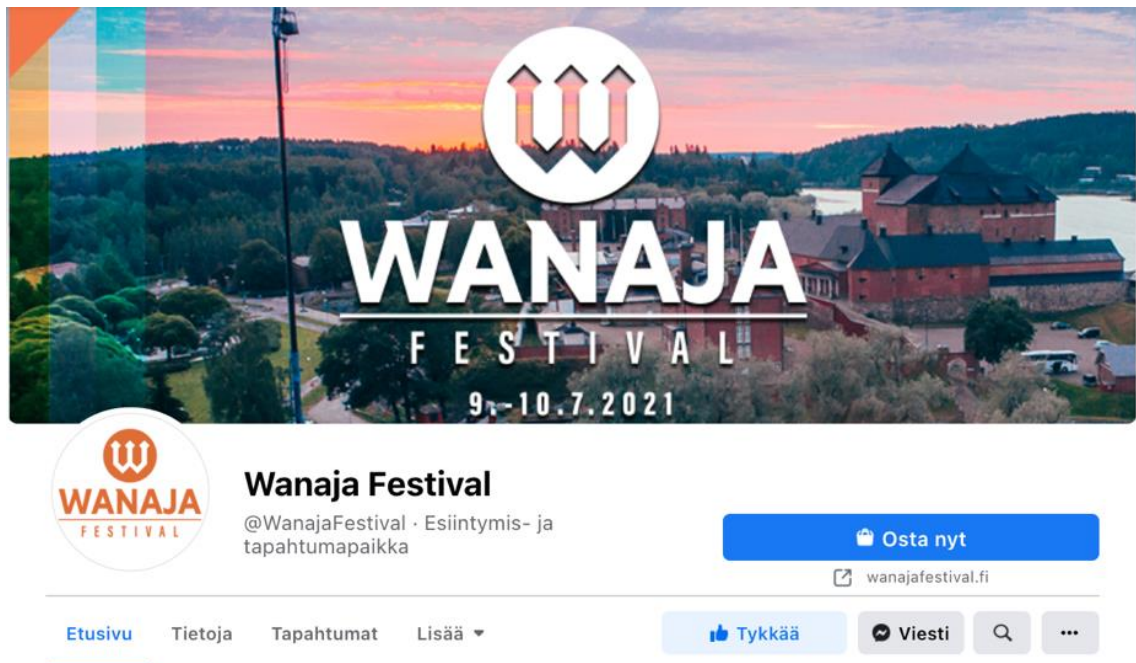 WANAJA
FESTIVAL
9.-10.7.2021
WANAJA
FESTIVAL
Wanaja Festival
@WanajaFestival · Esiintymis- ja
tapahtumapaikka
Osta nyt
wanajafestival.fi
Etusivu Tietoja Tapahtumat Lisää Tykkää Viesti